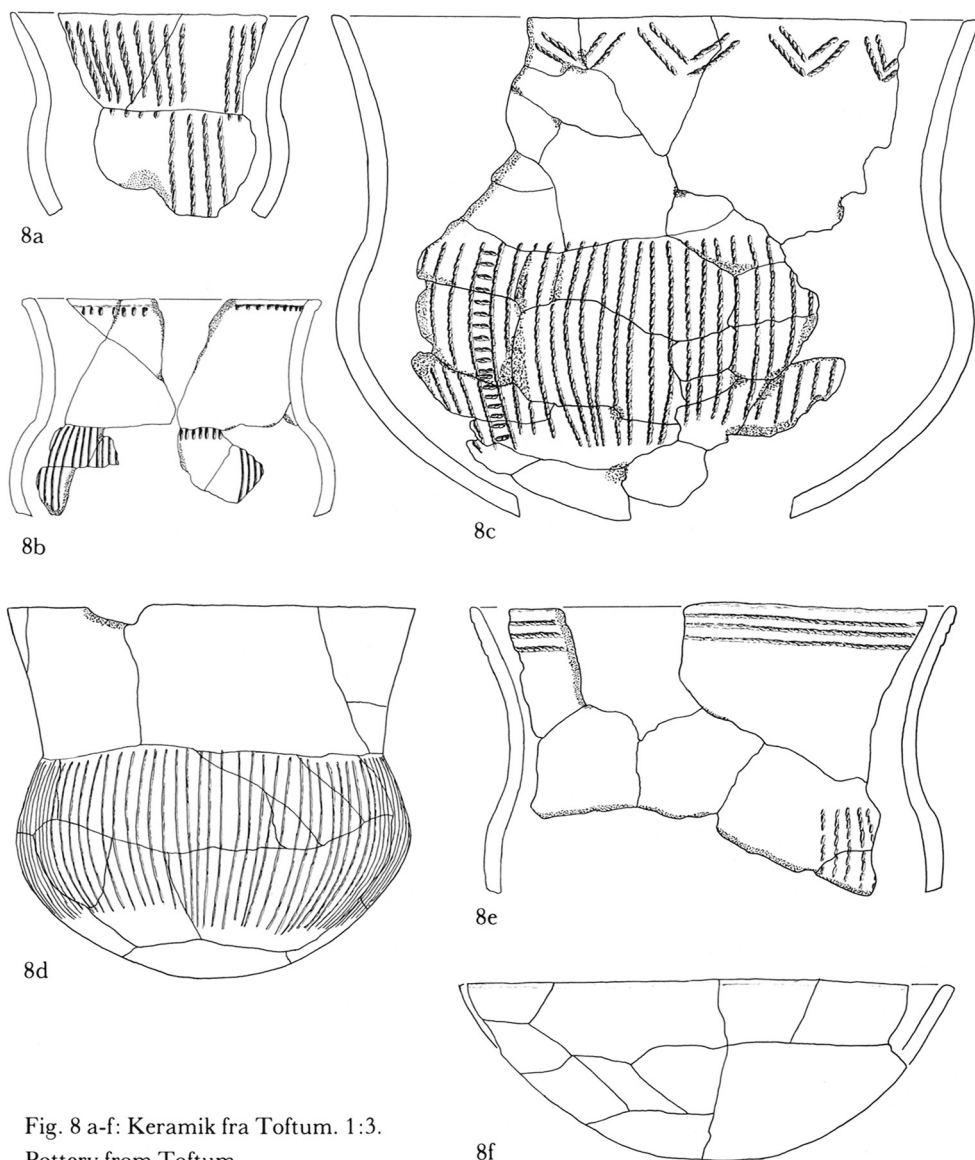 8a
8b
8c
8d
8e
8f
Fig. 8 a-f: Keramik fra Toftum. 1:3.
Pottery from Toftum.